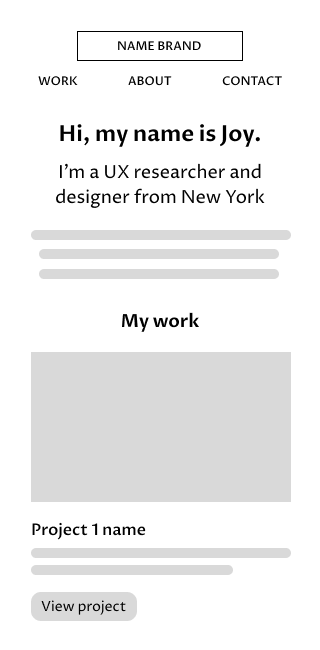 NAME BRAND
WORK ABOUT CONTACT
Hi, my name is Joy.
I'm a UX researcher and
designer from New York
My work
Project 1 name
View project